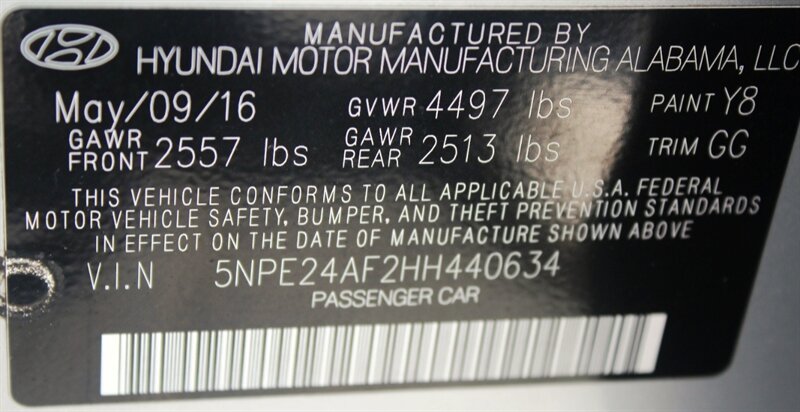 MANUFACTURED BY
HYUNDAI MOTOR MANUFACTURING ALABAMA, LLC
May/09/16 GVWR 4497 lbs PAINT Y8
GAWR FRONT 2557 lbs GAWR REAR 2513 lbs TRIM GG
THIS VEHICLE CONFORMS TO ALL APPLICABLE U.S.A. FEDERAL
MOTOR VEHICLE SAFETY, BUMPER, AND THEFT PREVENTION STANDARDS
IN EFFECT ON THE DATE OF MANUFACTURE SHOWN ABOVE
V.I.N 5NPE24AF2HH440634
PASSENGER CAR